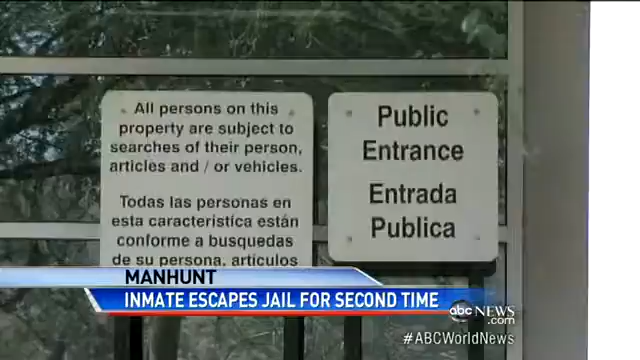 All persons on this
property are subject to
searches of their person,
articles and / or vehicles.
Todas las personas en
esta característica están
conforme a busquedas
de su persona, artículos
Public
Entrance
Entrada
Publica
MANHUNT
INMATE ESCAPES JAIL FOR SECOND TIME
abc NEWS
.com
#ABCWorldNews